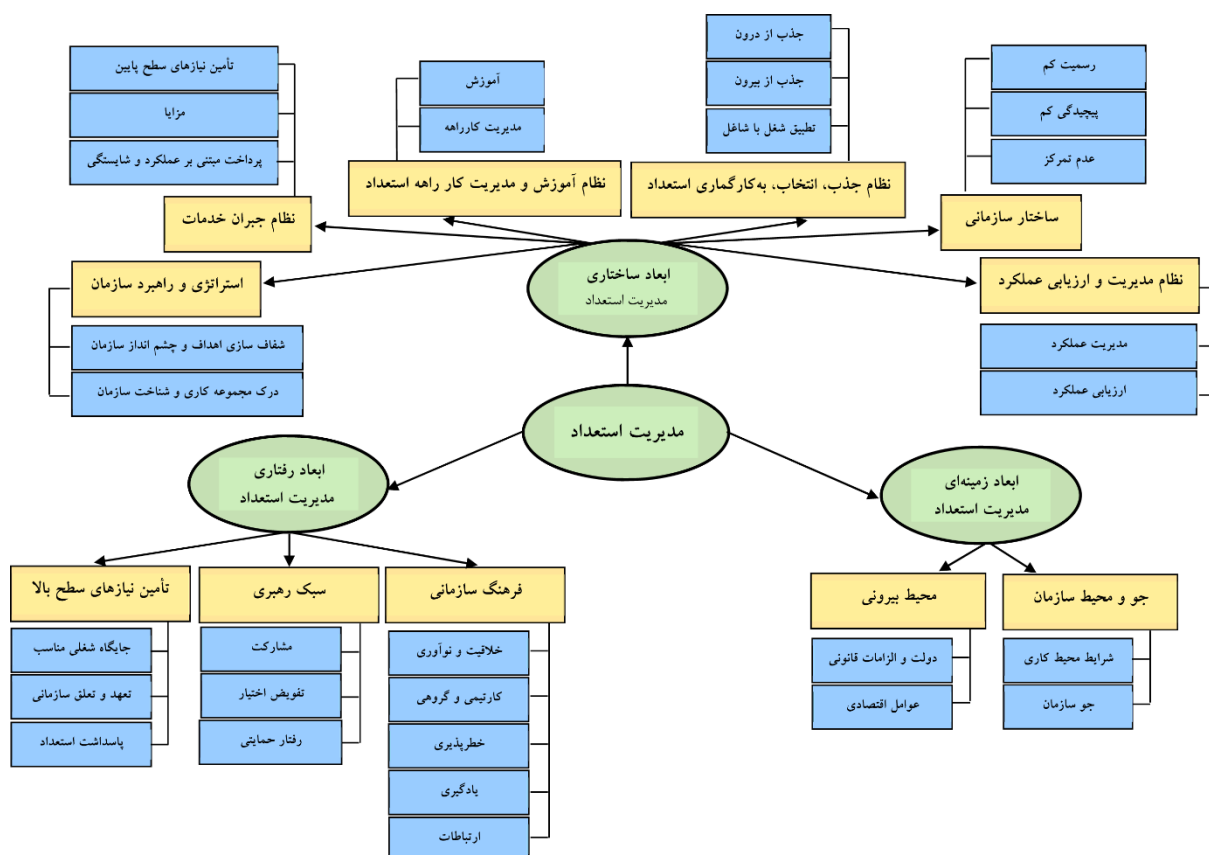 جذب از درون
جذب از بیرون
تطبیق شغل با شاغل
نظام جذب، انتخاب، به‌کارگماری استعداد
رسمیت کم
پیچیدگی کم
عدم تمرکز
ساختار سازمانی
آموزش
مدیریت کارراهه
نظام آموزش و مدیریت کار راهه استعداد
تأمین نیازهای سطح پایین
مزایا
پرداخت مبتنی بر عملکرد و شایستگی
نظام جبران خدمات
ابعاد ساختاری
مدیریت استعداد
نظام مدیریت و ارزیابی عملکرد
مدیریت عملکرد
ارزیابی عملکرد
استراتژی و راهبرد سازمان
شفاف سازی اهداف و چشم انداز سازمان
درک مجموعه کاری و شناخت سازمان
مدیریت استعداد
ابعاد زمینه‌ای
مدیریت استعداد
جو و محیط سازمان
شرایط محیط کاری
جو سازمان
محیط بیرونی
دولت و الزامات قانونی
عوامل اقتصادی
ابعاد رفتاری
مدیریت استعداد
فرهنگ سازمانی
خلاقیت و نوآوری
کارتیمی و گروهی
خطرپذیری
یادگیری
ارتباطات
سبک رهبری
مشارکت
تفویض اختیار
رفتار حمایتی
تأمین نیازهای سطح بالا
جایگاه شغلی مناسب
تعهد و تعلق سازمانی
پاسداشت استعداد